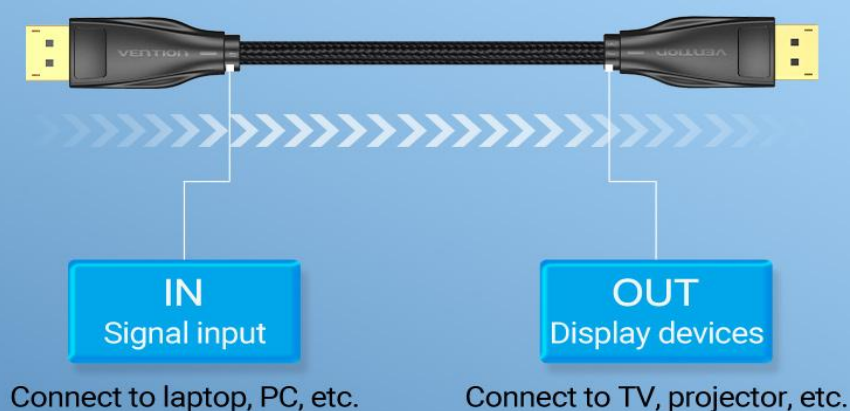 VENTION
VENTION
IN
Signal input
OUT
Display devices
Connect to laptop, PC, etc.
Connect to TV, projector, etc.